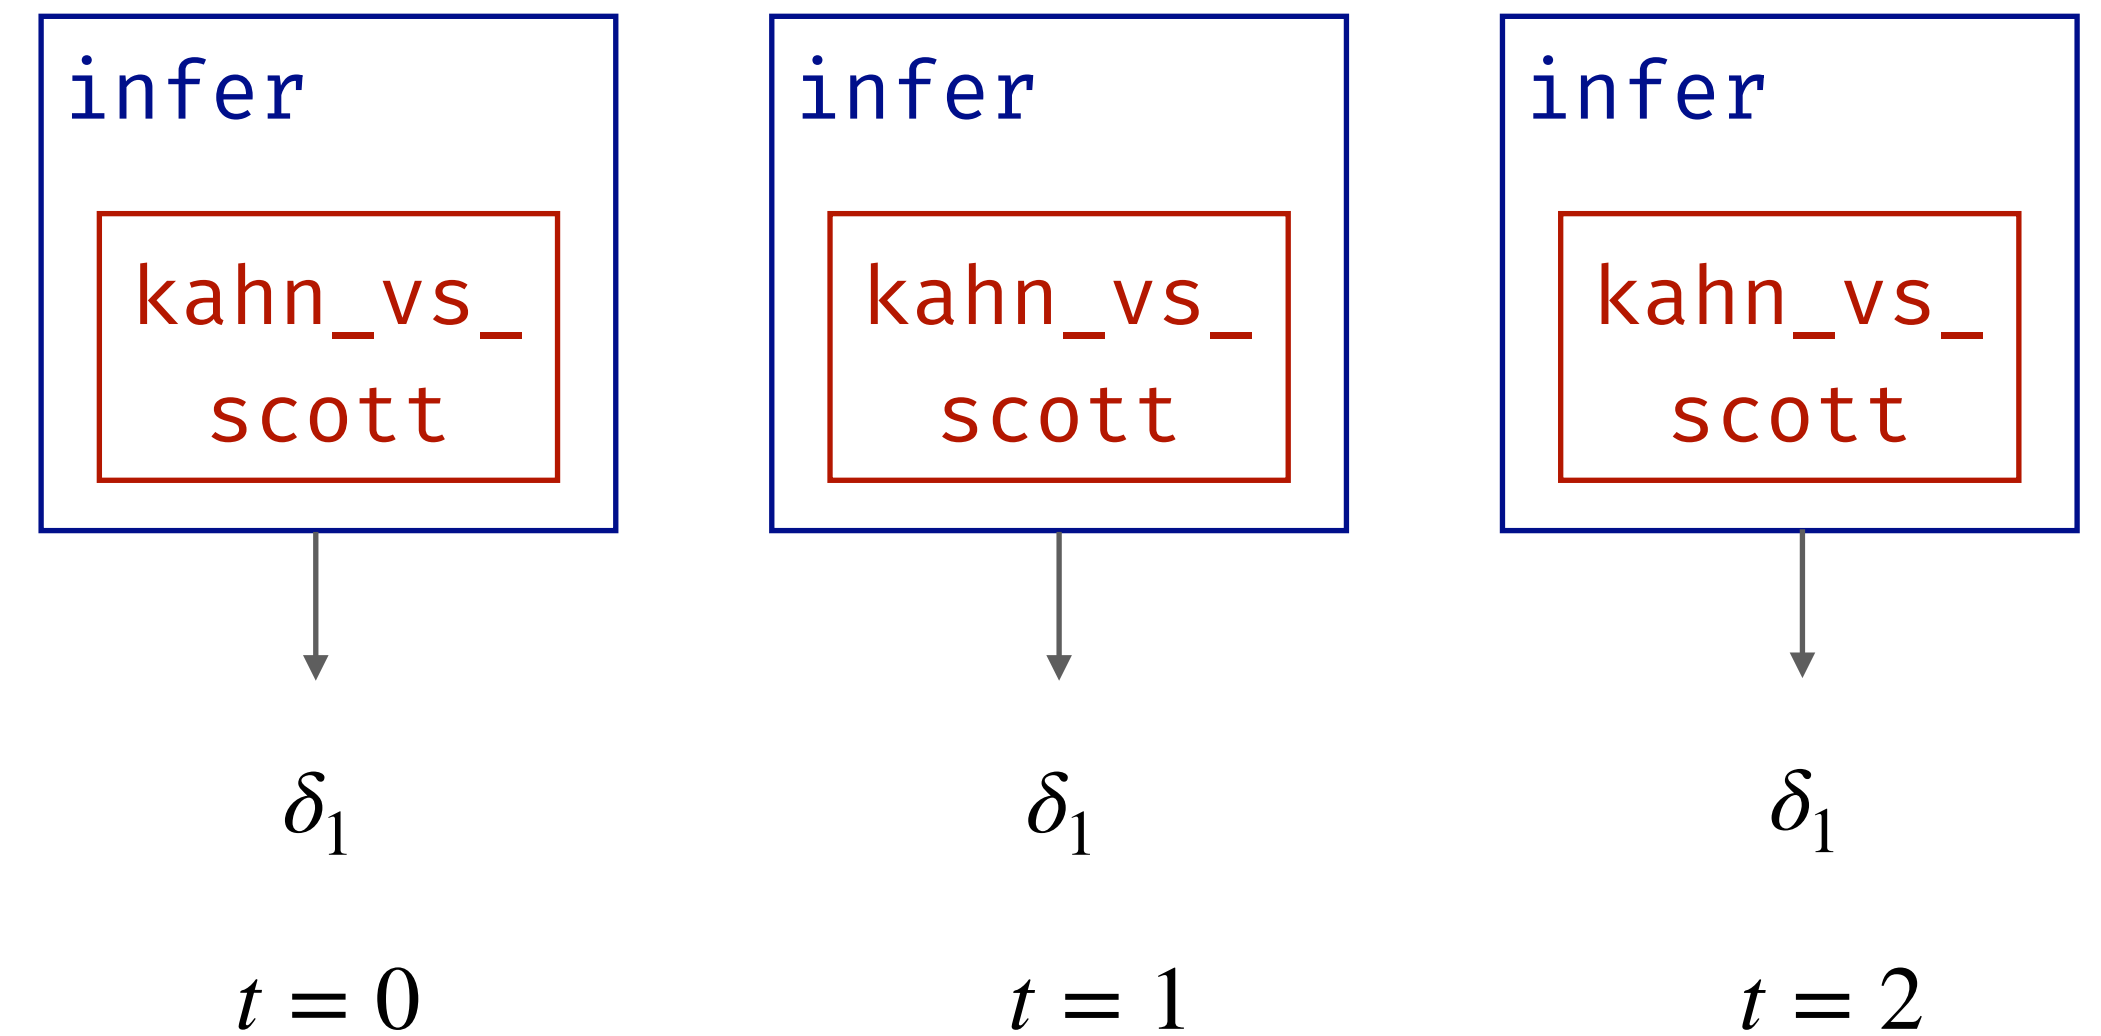 infer
kahn_vs_
scott
δ1
t = 0
infer
kahn_vs_
scott
δ1
t = 1
infer
kahn_vs_
scott
δ1
t = 2